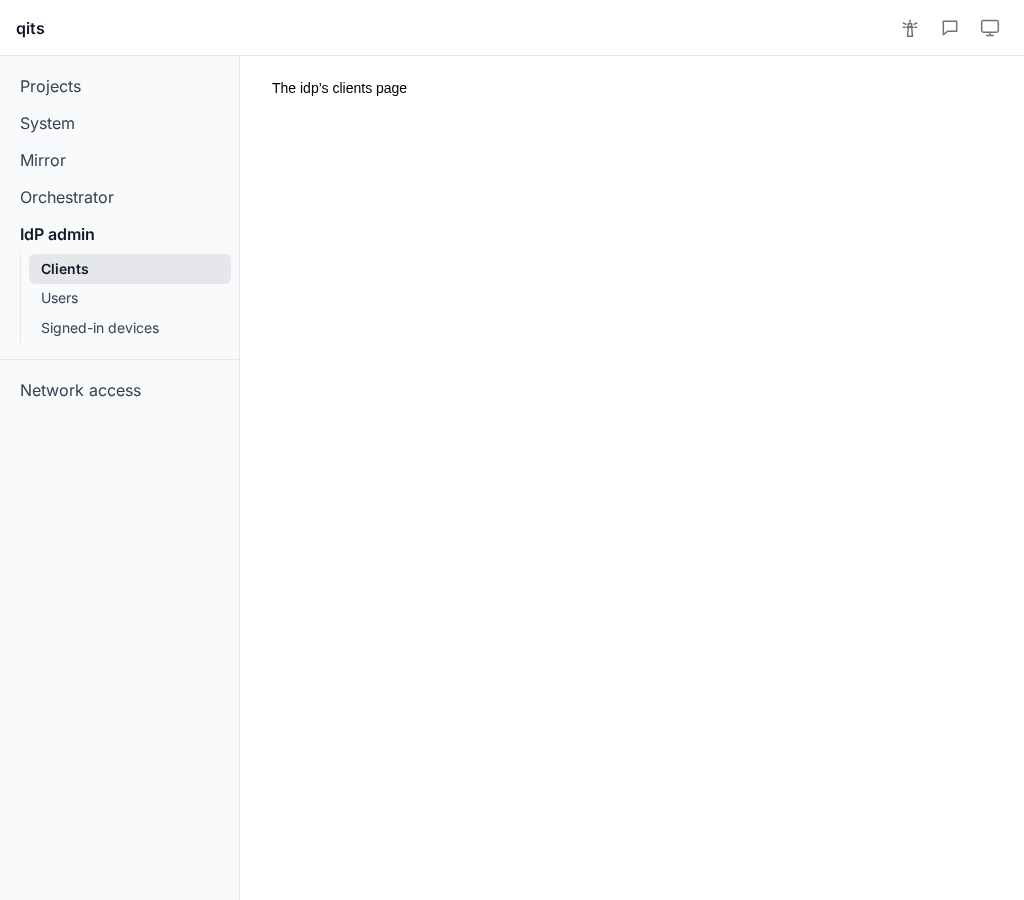 qits
Projects
System
Mirror
Orchestrator
IdP admin
Clients
Users
Signed-in devices
Network access
The idp's clients page